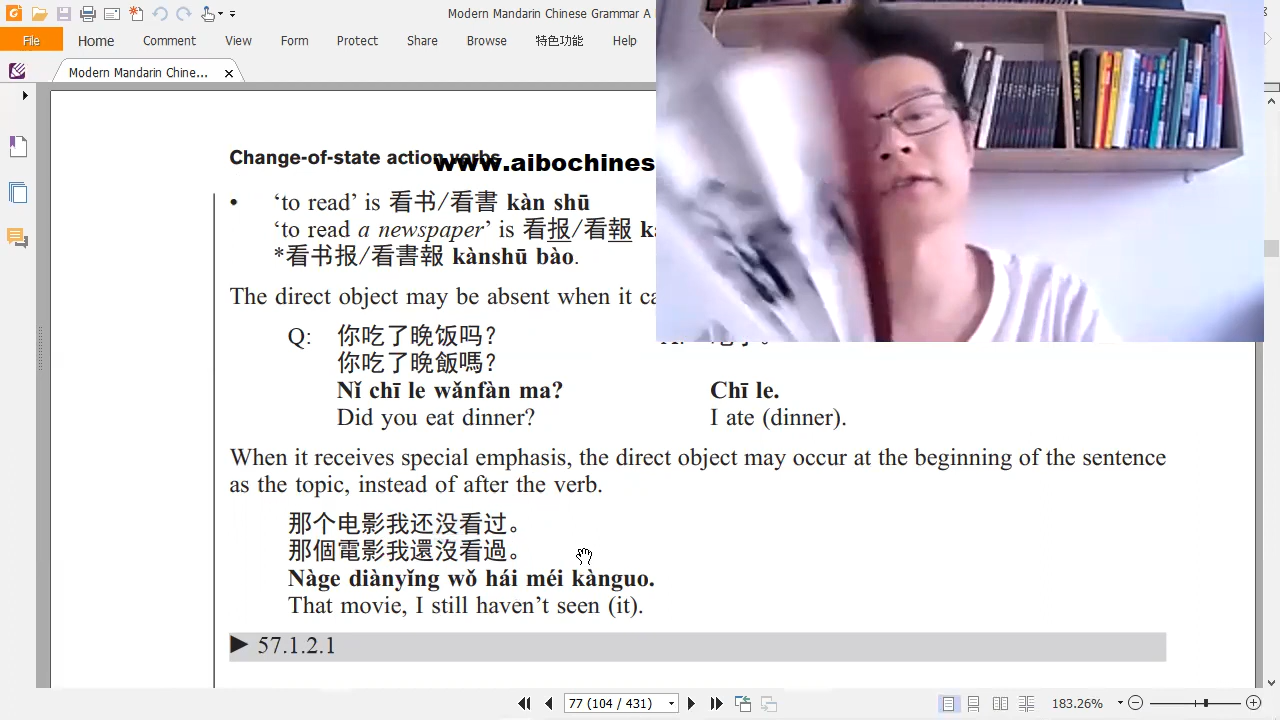 Modern Mandarin Chinese Grammar A
File Home Comment View Form Protect Share Browse 特色功能 Help
Modern Mandarin Chine...
Change-of-state action verbs
www.aibochines
• ‘to read’ is 看书/看書 kàn shū
‘to read a newspaper’ is 看报/看報
*看书报/看書報 kànshū bào.
The direct object may be absent when it
Q: 你吃了晚饭吗？
你吃了晚飯嗎？
Nǐ chī le wǎnfàn ma? Chī le.
Did you eat dinner? I ate (dinner).
When it receives special emphasis, the direct object may occur at the beginning of the sentence
as the topic, instead of after the verb.
那个电影我还没看过。
那個電影我還沒看過。
Nàge diànyǐng wǒ hái méi kànguo.
That movie, I still haven’t seen (it).
▶ 57.1.2.1
77 (104 / 431) 183.26%